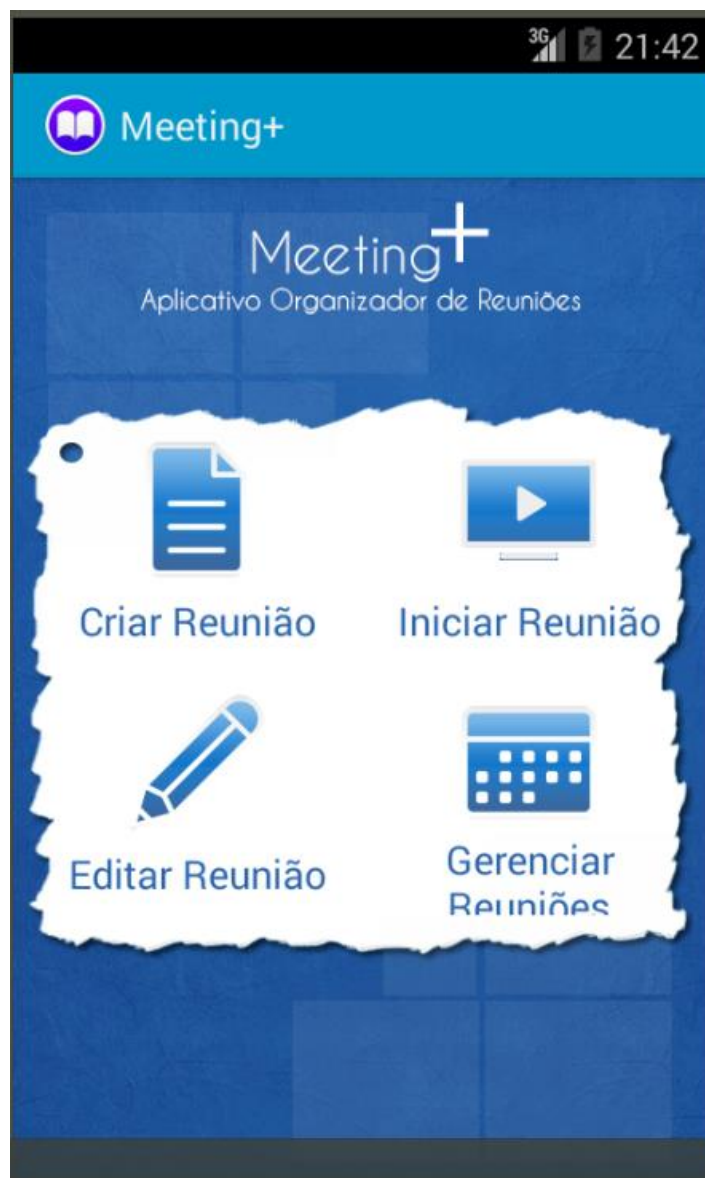 3G 21:42
Meeting+
Meeting+
Aplicativo Organizador de Reuniões
Criar Reunião
Iniciar Reunião
Editar Reunião
Gerenciar
Reuniões